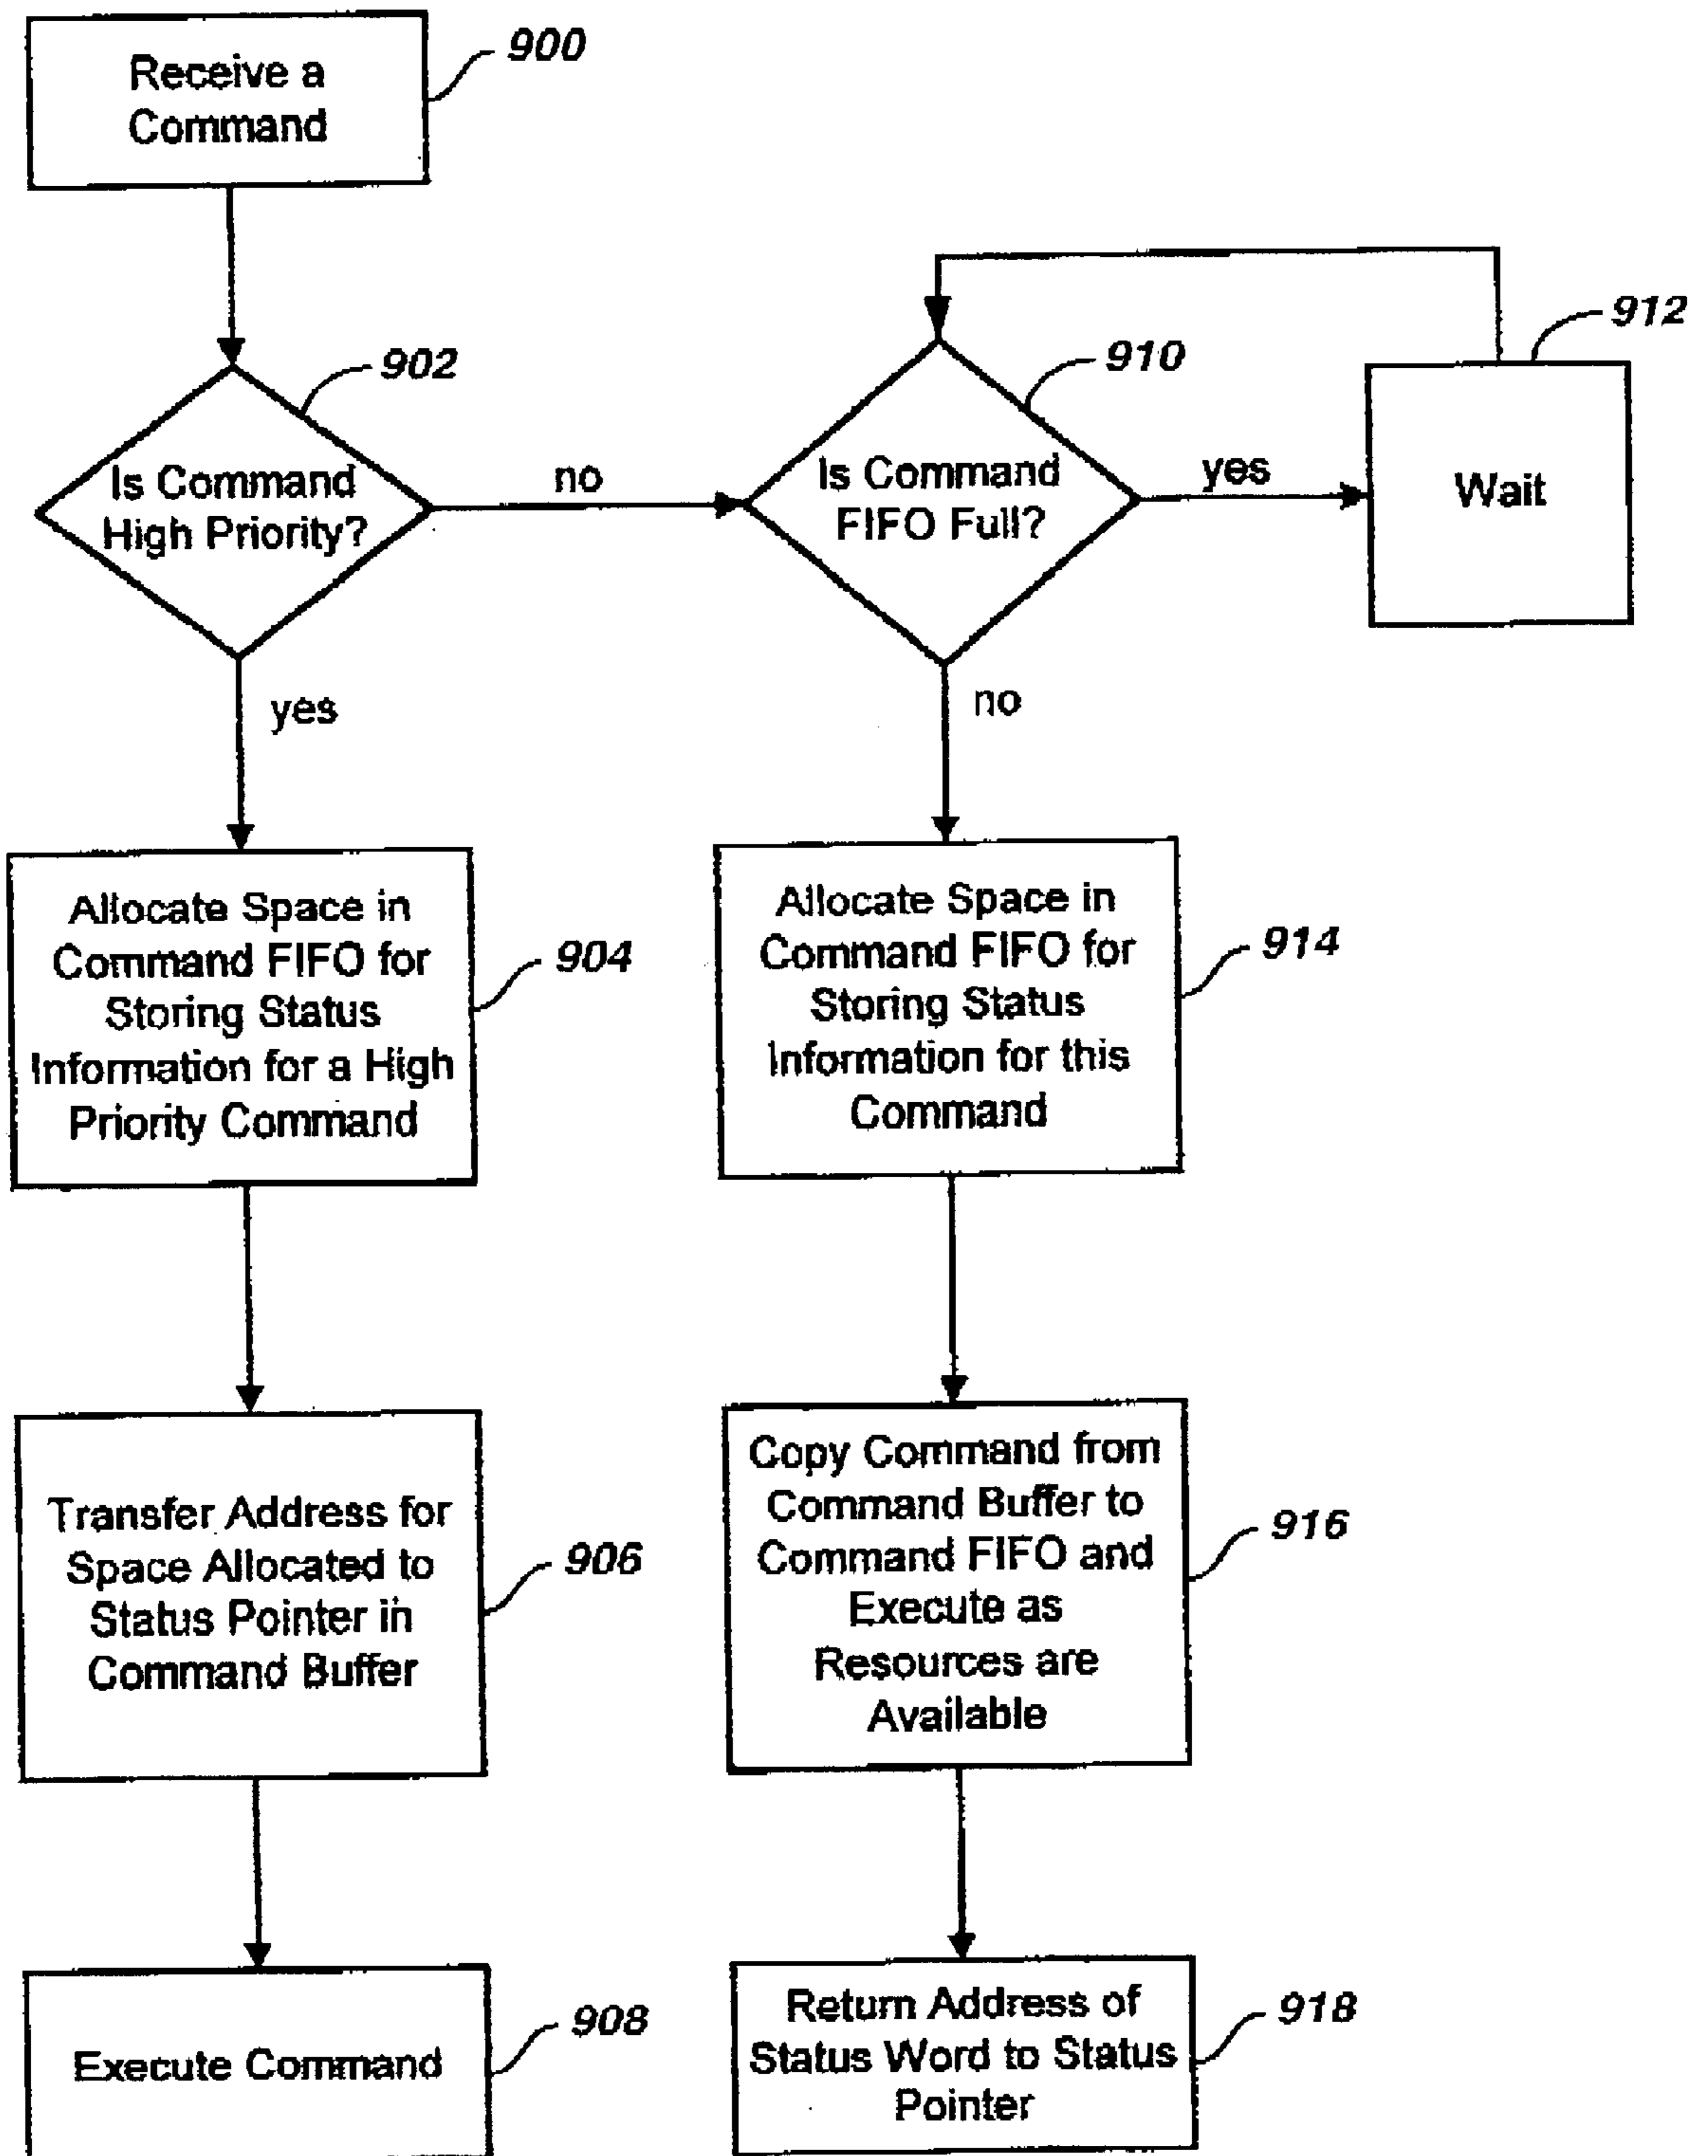 Receive a
Command
900
Is Command
High Priority?
902
no
yes
Is Command
FIFO Full?
910
yes
no
Wait
912
Allocate Space in
Command FIFO for
Storing Status
Information for a High
Priority Command
904
Transfer Address for
Space Allocated to
Status Pointer in
Command Buffer
906
Execute Command
908
Allocate Space in
Command FIFO for
Storing Status
Information for this
Command
914
Copy Command from
Command Buffer to
Command FIFO and
Execute as
Resources are
Available
916
Return Address of
Status Word to Status
Pointer
918